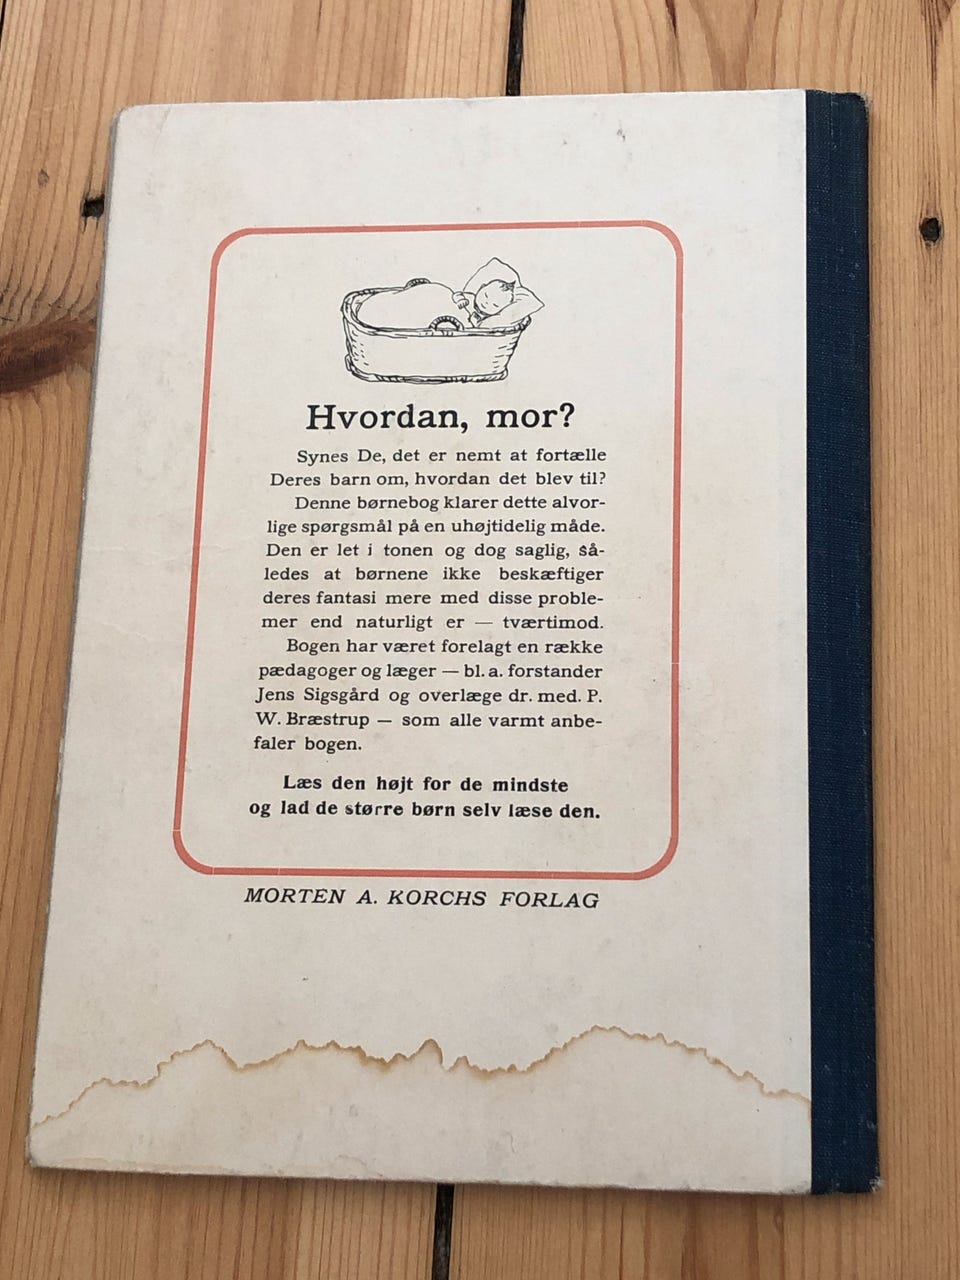 Hvordan, mor?
Synes De, det er nemt at fortælle
Deres barn om, hvordan det blev til?
Denne børnebog klarer dette alvor-
lige spørgsmål på en uhøjtidelig måde.
Den er let i tonen og dog saglig, så-
ledes at børnene ikke beskæftiger
deres fantasi mere med disse proble-
mer end naturligt er — tværtimod.
Bogen har været forelagt en række
pædagoger og læger — bl. a. forstander
Jens Sigsgård og overlæge dr. med. P.
W. Bræstrup — som alle varmt anbe-
faler bogen.
Læs den højt for de mindste
og lad de større børn selv læse den.
MORTEN A. KORCHS FORLAG